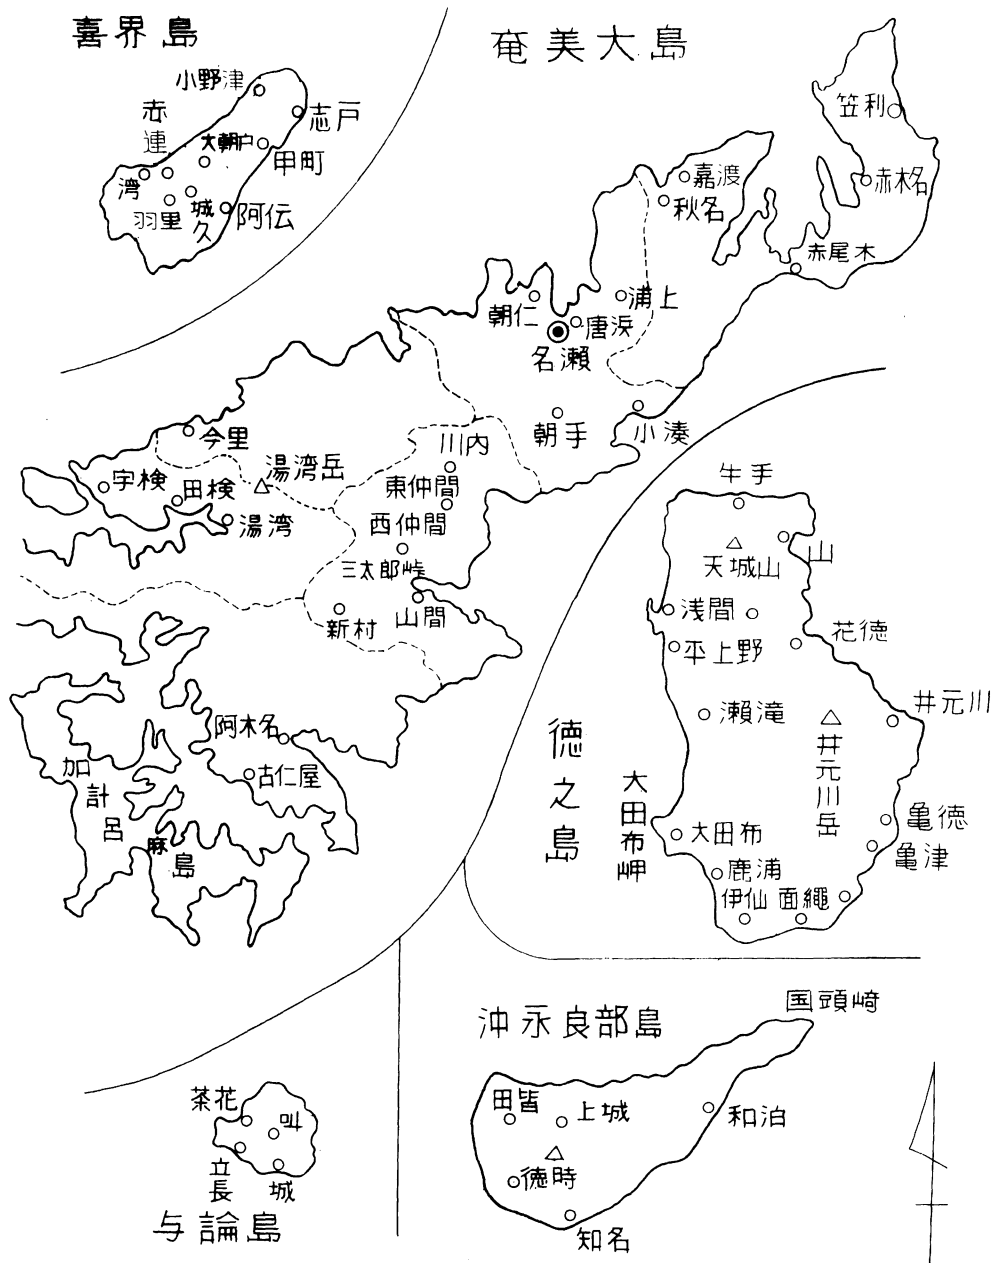 喜界島
小野津
志戸
赤連
大朝戸
甲町
湾
羽里
城久
阿伝
奄美大島
笠利
嘉渡
秋名
赤木名
赤尾木
朝仁
浦上
唐浜
名瀬
朝手
小湊
今里
川内
湯湾岳
宇検
田検
東仲間
湯湾
西仲間
三太郎峠
新村
山間
阿木名
古仁屋
加計呂麻島
徳之島
牛手
天城山
山
浅間
花徳
平上野
瀬滝
井元川
井元川岳
大田布岬
大田布
亀徳
亀津
鹿浦
伊仙
面縄
沖永良部島
国頭崎
田皆
上城
和泊
徳時
知名
茶花
叫
立長
城
与論島